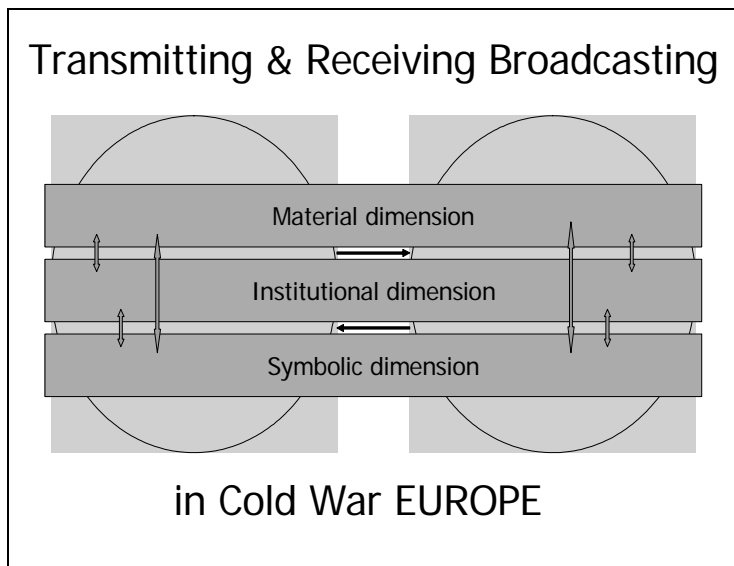 Transmitting & Receiving Broadcasting
Material dimension
Institutional dimension
Symbolic dimension
in Cold War EUROPE